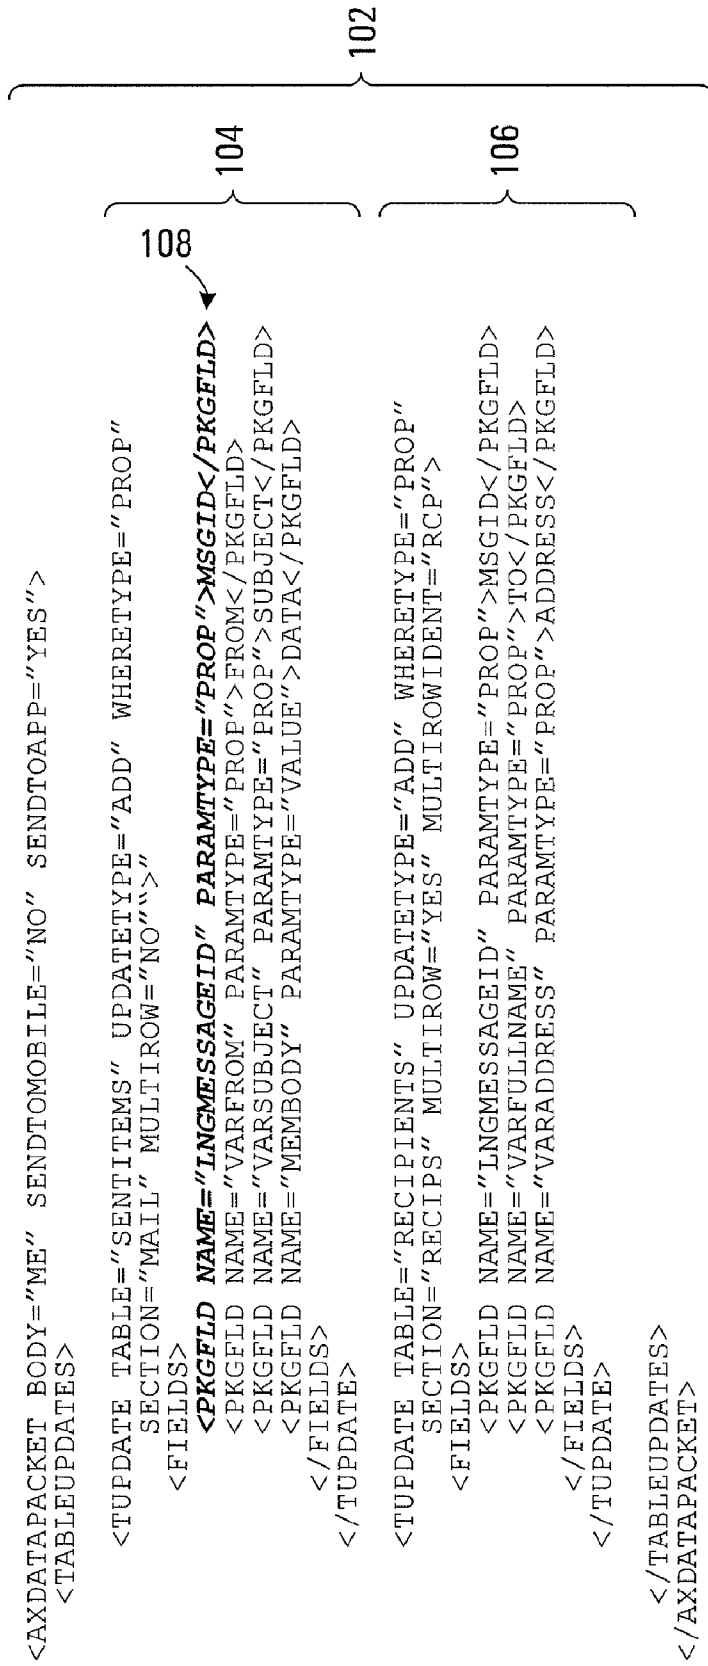 <AXDATAPACKET BODY="ME" SENDTOMOBILE="NO" SENDTOAPP="YES">
<TABLEUPDATES>
<TUPDATE TABLE="SENTITEMS" UPDATETYPE="ADD" WHERETYPE="PROP"
SECTION="MAIL" MULTIROW="NO"">"
<FIELDS>
<PKGFLD NAME="LNGMESSAGEID" PARAMTYPE="PROP">MSGID</PKGFLD>
108
<PKGFLD NAME="VARFROM" PARAMTYPE="PROP">FROM</PKGFLD>
<PKGFLD NAME="VARSUBJECT" PARAMTYPE="PROP">SUBJECT</PKGFLD>
<PKGFLD NAME="MEMBODY" PARAMTYPE="VALUE">DATA</PKGFLD>
</FIELDS>
</TUPDATE>
104
<TUPDATE TABLE="RECIPIENTS" UPDATETYPE="ADD" WHERETYPE="PROP"
SECTION="RECIPS" MULTIROW="YES" MULTIROWIDENT="RCP">
<FIELDS>
<PKGFLD NAME="LNGMESSAGEID" PARAMTYPE="PROP">MSGID</PKGFLD>
<PKGFLD NAME="VARFULLNAME" PARAMTYPE="PROP">TO</PKGFLD>
<PKGFLD NAME="VARADDRESS" PARAMTYPE="PROP">ADDRESS</PKGFLD>
</FIELDS>
</TUPDATE>
106
</TABLEUPDATES>
</AXDATAPACKET>
102